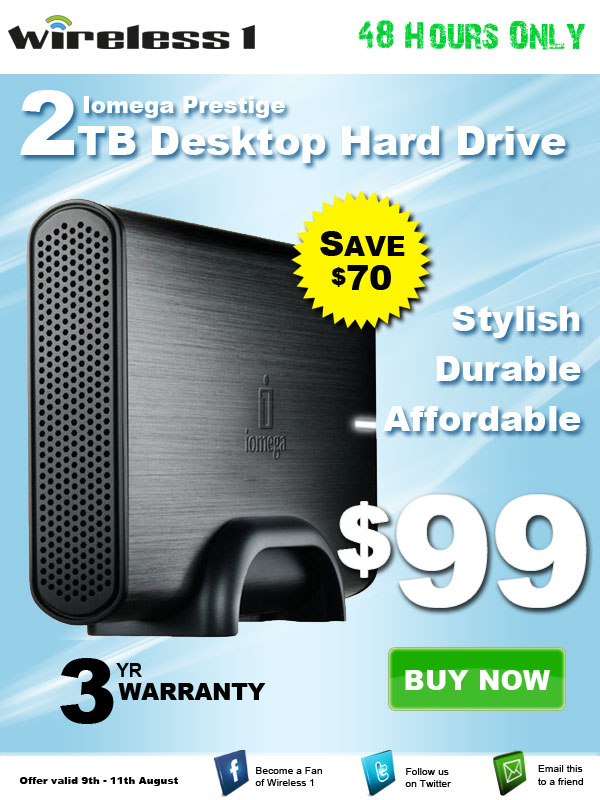 wireless 1
48 Hours Only
Iomega Prestige
2TB Desktop Hard Drive
SAVE
$70
Stylish
Durable
Affordable
iomega
$99
3 YR
WARRANTY
BUY NOW
Offer valid 9th - 11th August
Become a Fan
of Wireless 1
Follow us
on Twitter
Email this
to a friend